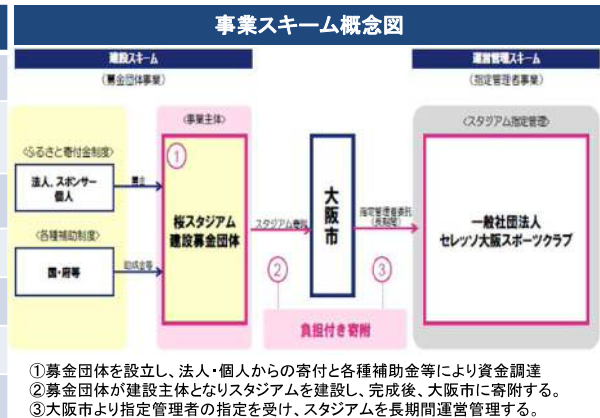 事業スキーム概念図
建設スキーム
(募金団体事業)
運営管理スキーム
(指定管理者事業)
〈ふるさと寄付金制度〉
法人、スポンサー
個人
募金
〈各種補助制度〉
国・府等
助成金等
〈事業主体〉
①
桜スタジアム
建設募金団体
スタジアム寄附
②
大阪市
指定管理者委託
(長期間)
③
負担付き寄附
〈スタジアム指定管理〉
一般社団法人
セレッソ大阪スポーツクラブ
①募金団体を設立し、法人・個人からの寄付と各種補助金等により資金調達
②募金団体が建設主体となりスタジアムを建設し、完成後、大阪市に寄附する。
③大阪市より指定管理者の指定を受け、スタジアムを長期間運営管理する。